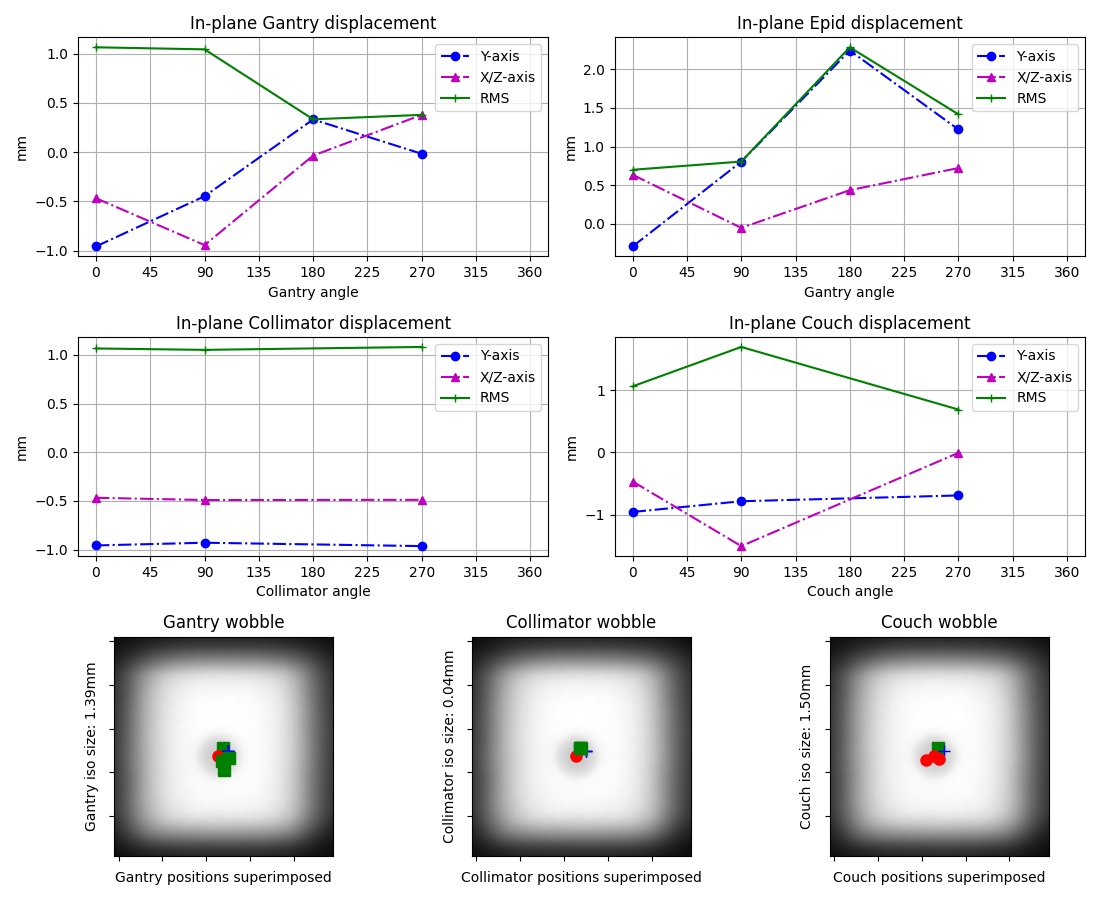 In-plane Gantry displacement
mm
1.0
0.5
0.0
−0.5
−1.0
0 45 90 135 180 225 270 315 360
Gantry angle
Y-axis
X/Z-axis
RMS
In-plane Epid displacement
mm
2.0
1.5
1.0
0.5
0.0
0 45 90 135 180 225 270 315 360
Gantry angle
Y-axis
X/Z-axis
RMS
In-plane Collimator displacement
mm
1.0
0.5
0.0
−0.5
−1.0
0 45 90 135 180 225 270 315 360
Collimator angle
Y-axis
X/Z-axis
RMS
In-plane Couch displacement
mm
1
0
−1
0 45 90 135 180 225 270 315 360
Couch angle
Y-axis
X/Z-axis
RMS
Gantry wobble
Gantry iso size: 1.39mm
Gantry positions superimposed
Collimator wobble
Collimator iso size: 0.04mm
Collimator positions superimposed
Couch wobble
Couch iso size: 1.50mm
Couch positions superimposed